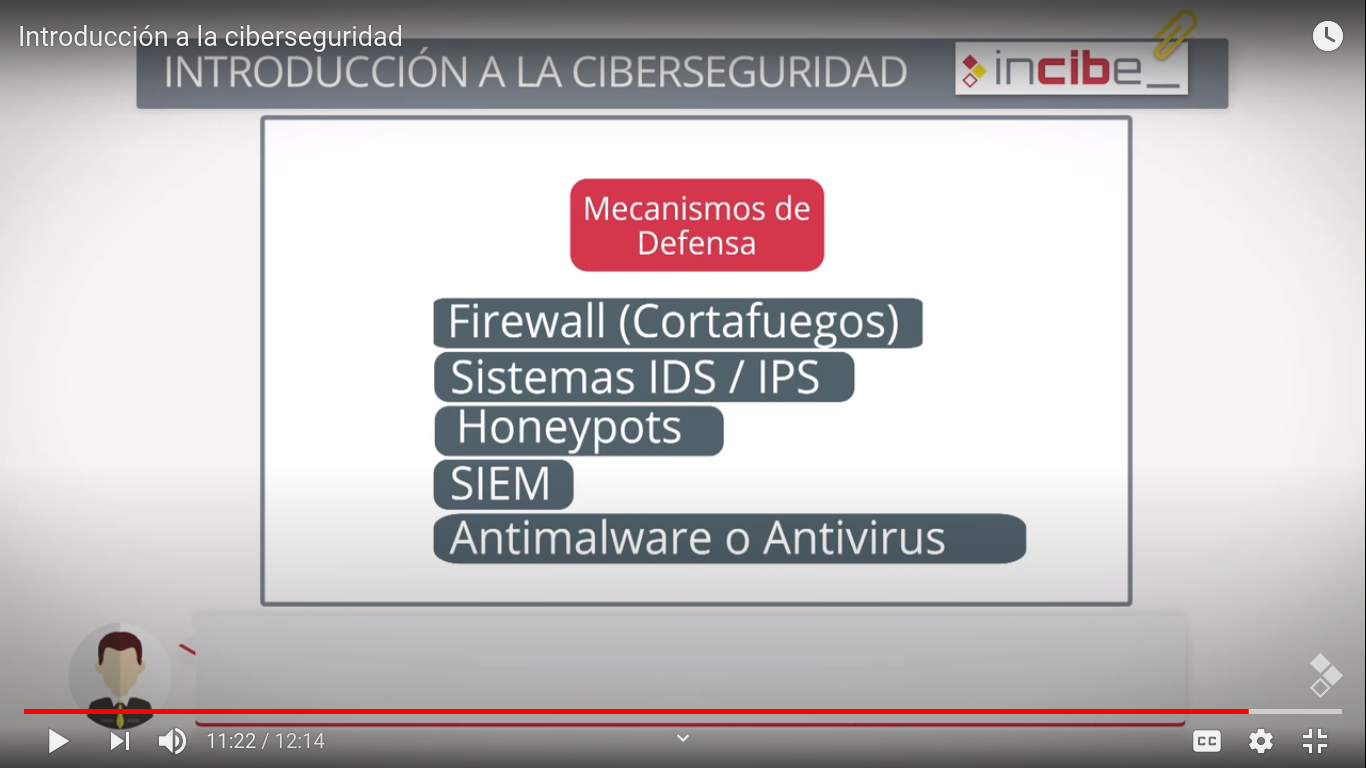 Introducción a la ciberseguridad
INTRODUCCIÓN A LA CIBERSEGURIDAD
incibe_
Mecanismos de
Defensa
Firewall (Cortafuegos)
Sistemas IDS / IPS
Honeypots
SIEM
Antimalware o Antivirus
11:22 / 12:14
CC